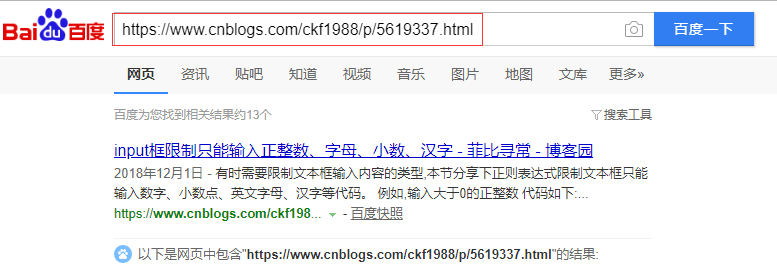 Bai du 百度 https://www.cnblogs.com/ckf1988/p/5619337.html 百度一下
网页 资讯 贴吧 知道 视频 音乐 图片 地图 文库 更多»
百度为您找到相关结果约13个 搜索工具
input框限制只能输入正整数、字母、小数、汉字 - 菲比寻常 - 博客园
2018年12月1日 - 有时需要限制文本框输入内容的类型,本节分享下正则表达式限制文本框只能
输入数字、小数点、英文字母、汉字等代码。 例如,输入大于0的正整数 代码如下:...
https://www.cnblogs.com/ckf198... - 百度快照
以下是网页中包含"https://www.cnblogs.com/ckf1988/p/5619337.html"的结果: